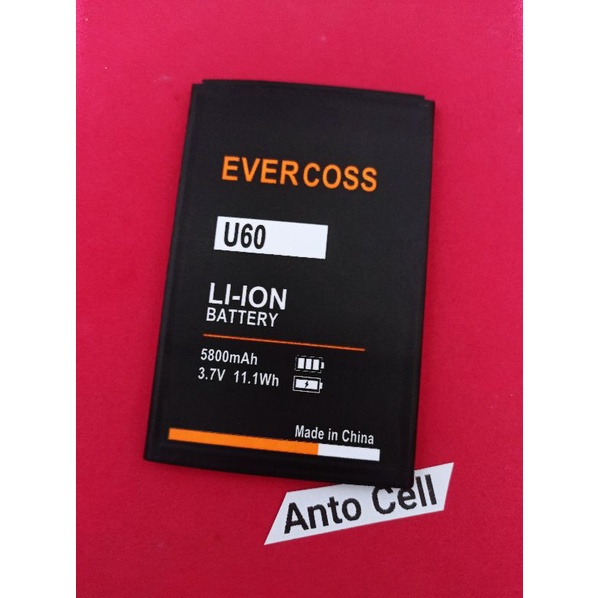 EVERCOSS
U60
LI-ION
BATTERY
5800mAh
3.7V 11.1Wh
Made in China
Anto Cell